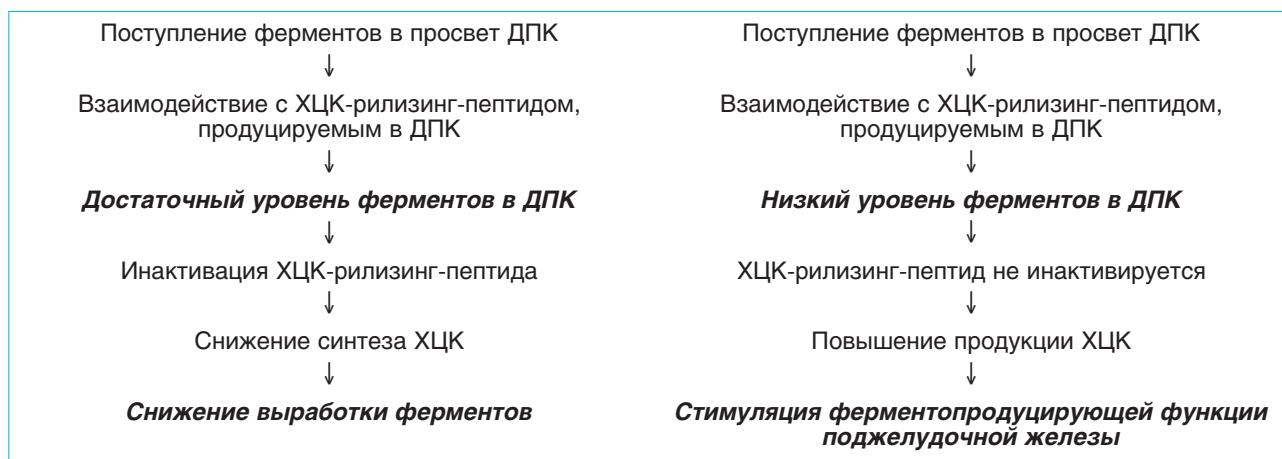 Поступление ферментов в просвет ДПК
↓
Взаимодействие с ХЦК-рилизинг-пептидом,
продуцируемым в ДПК
↓
Достаточный уровень ферментов в ДПК
↓
Инактивация ХЦК-рилизинг-пептида
↓
Снижение синтеза ХЦК
↓
Снижение выработки ферментов
Поступление ферментов в просвет ДПК
↓
Взаимодействие с ХЦК-рилизинг-пептидом,
продуцируемым в ДПК
↓
Низкий уровень ферментов в ДПК
↓
ХЦК-рилизинг-пептид не инактивируется
↓
Повышение продукции ХЦК
↓
Стимуляция ферментопродуцирующей функции
поджелудочной железы